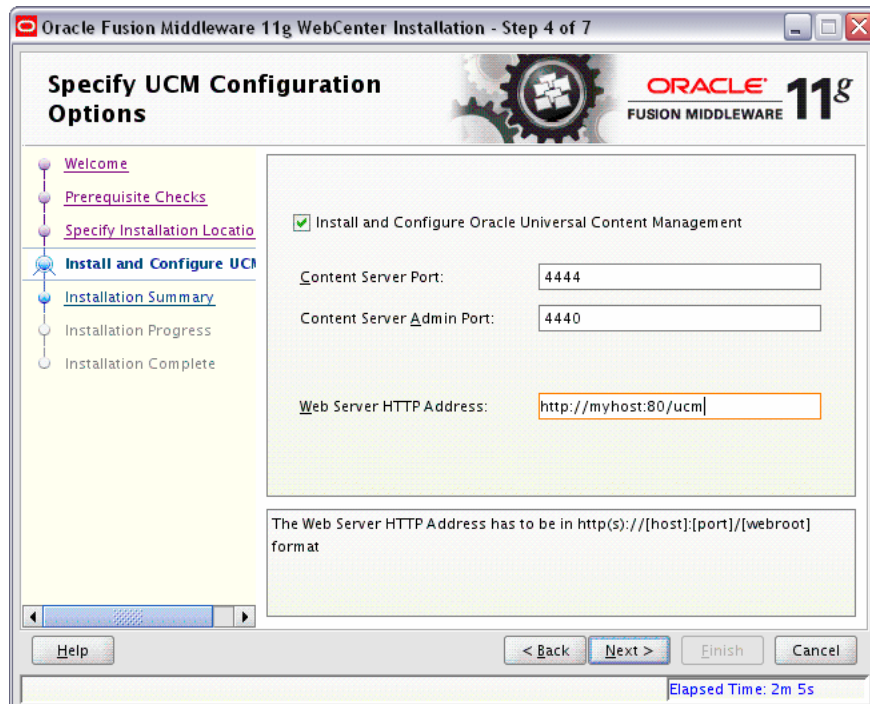 Oracle Fusion Middleware 11g WebCenter Installation - Step 4 of 7
Specify UCM Configuration
Options
ORACLE
FUSION MIDDLEWARE
11g
Welcome
Prerequisite Checks
Specify Installation Locatio
Install and Configure UCM
Installation Summary
Installation Progress
Installation Complete
Install and Configure Oracle Universal Content Management
Content Server Port:
4444
Content Server Admin Port:
4440
Web Server HTTP Address:
http://myhost:80/ucm
The Web Server HTTP Address has to be in http(s)://[host]:[port]/[webroot]
format
Help
< Back
Next >
Finish
Cancel
Elapsed Time: 2m 5s